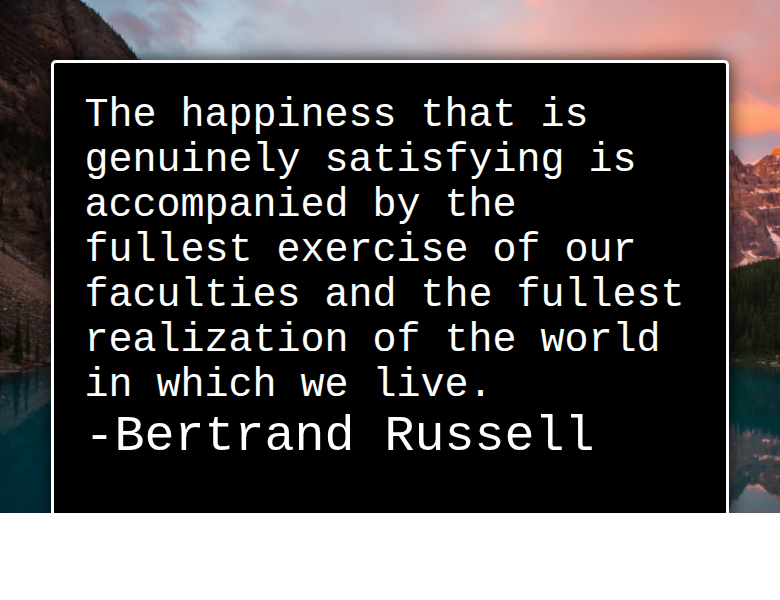 The happiness that is
genuinely satisfying is
accompanied by the
fullest exercise of our
faculties and the fullest
realization of the world
in which we live.
-Bertrand Russell